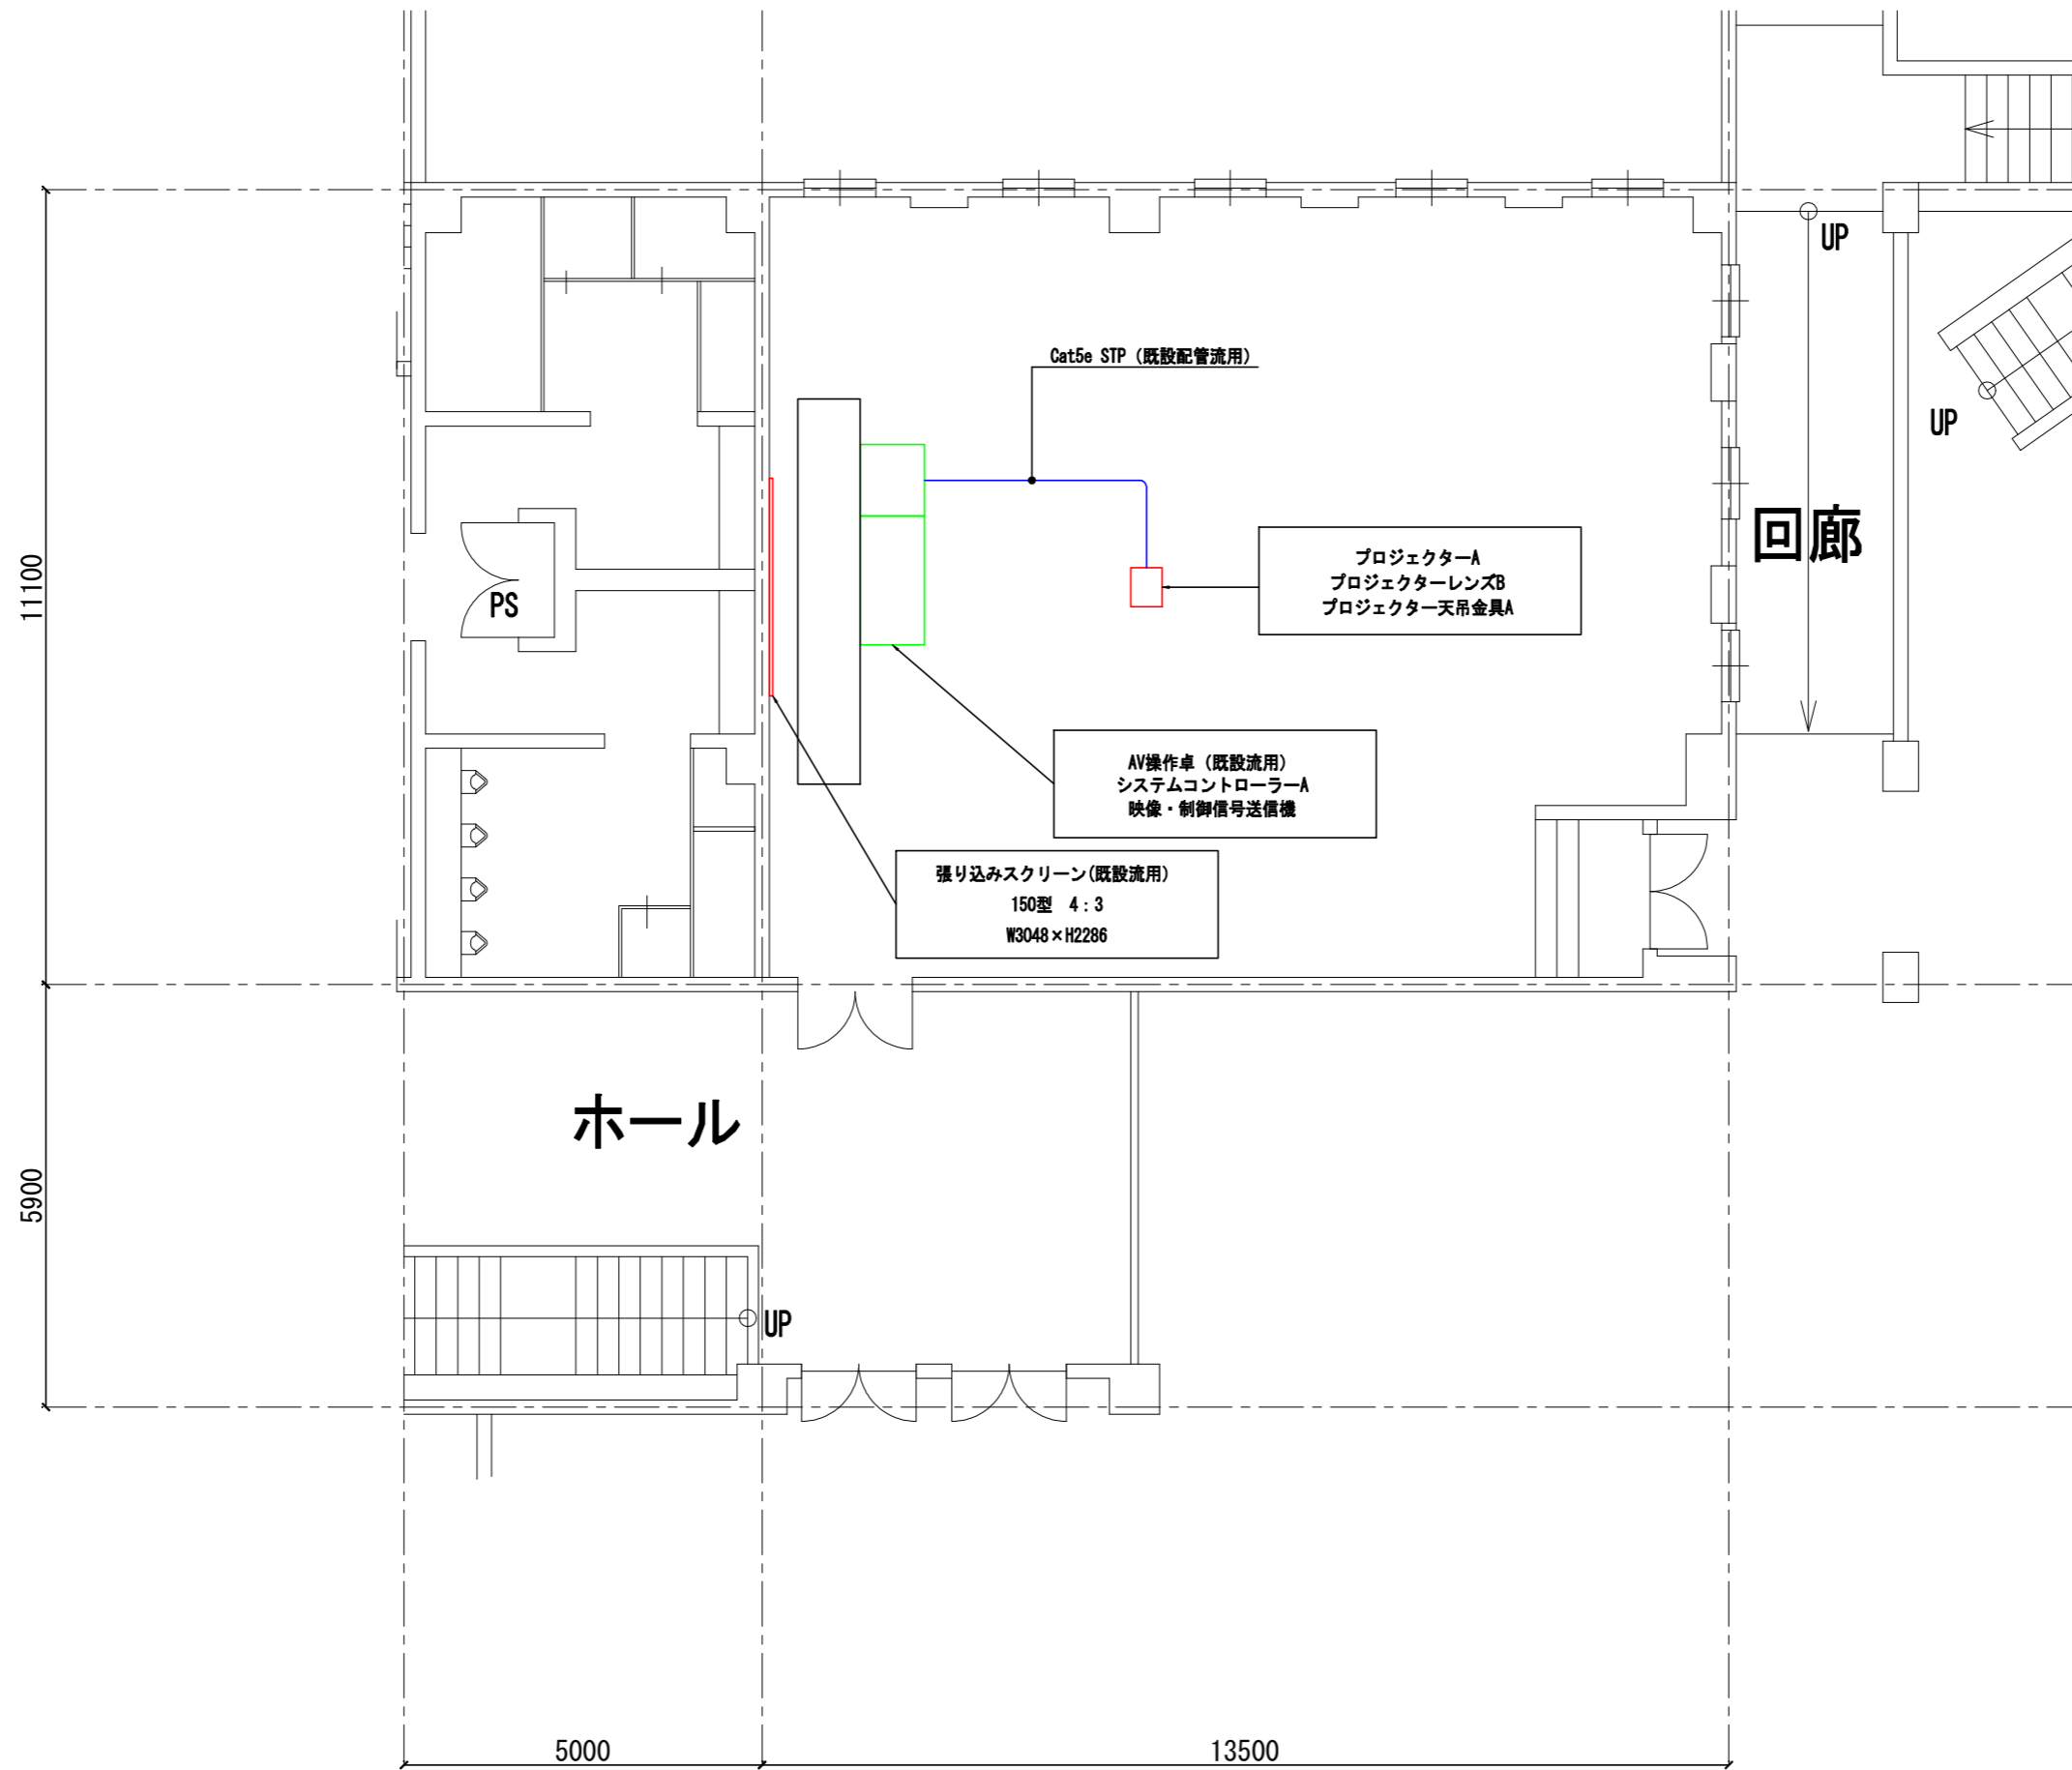 UP
Cat5e STP (既設配管流用)
UP
回廊
11100
プロジェクターA
プロジェクターレンズB
プロジェクター天吊金具A
PS
AV操作卓 (既設流用)
システムコントローラーA
映像・制御信号送信機
張り込みスクリーン(既設流用)
150型 4:3
W3048×H2286
ホール
5900
UP
5000
13500